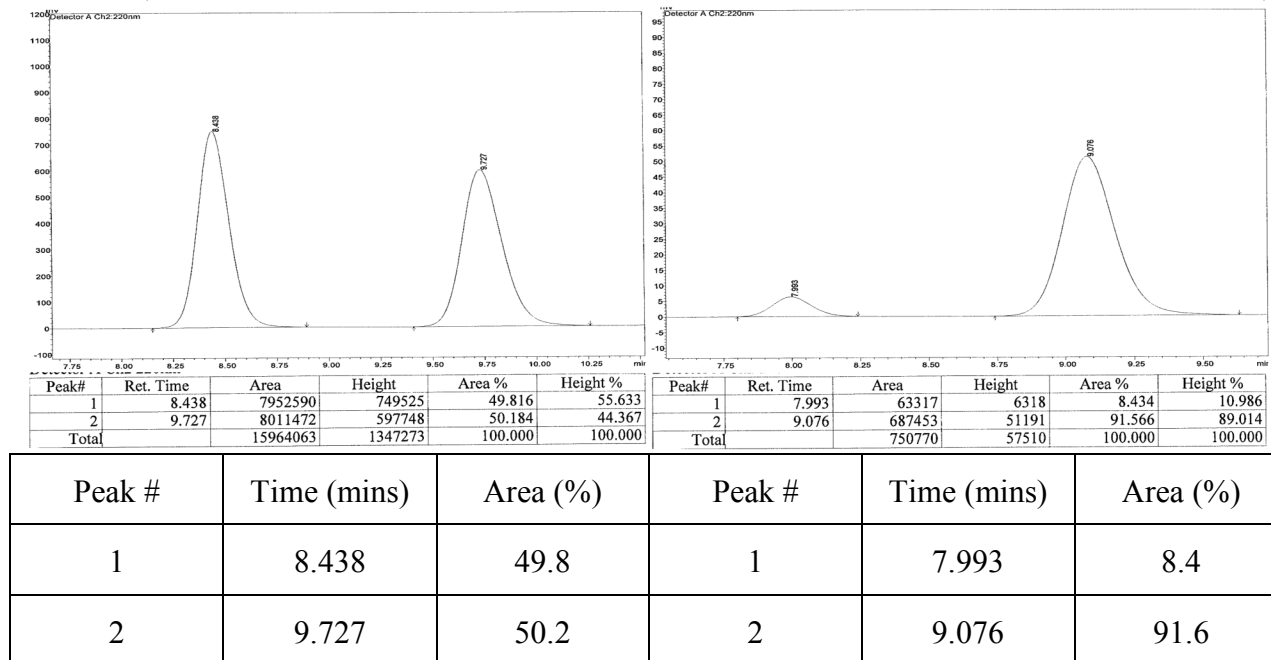 Detector A Ch2:220nm
1200
1100
1000
900
800
700
600
500
400
300
200
100
0
-100
8.438
9.727
7.75 8.00 8.25 8.50 8.75 9.00 9.25 9.50 9.75 10.00 10.25 min
Peak# Ret. Time Area Height Area % Height %
1 8.438 7952590 749525 49.816 55.633
2 9.727 8011472 597748 50.184 44.367
Total 15964063 1347273 100.000 100.000
Detector A Ch2:220nm
95
90
85
80
75
70
65
60
55
50
45
40
35
30
25
20
15
10
5
0
-5
-10
7.993
9.076
7.75 8.00 8.25 8.50 8.75 9.00 9.25 9.50 min
Peak# Ret. Time Area Height Area % Height %
1 7.993 63317 6318 8.434 10.986
2 9.076 687453 51191 91.566 89.014
Total 750770 57510 100.000 100.000
Peak # Time (mins) Area (%) Peak # Time (mins) Area (%)
1 8.438 49.8 1 7.993 8.4
2 9.727 50.2 2 9.076 91.6